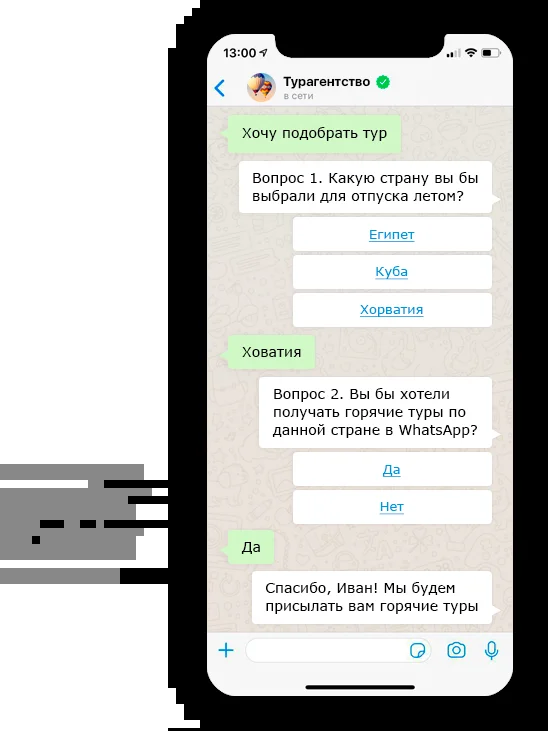 13:00
Турагентство
в сети
Хочу подобрать тур
Вопрос 1. Какую страну вы бы
выбрали для отпуска летом?
Египет
Куба
Хорватия
Ховатия
Вопрос 2. Вы бы хотели
получать горячие туры по
данной стране в WhatsApp?
Да
Нет
Да
Спасибо, Иван! Мы будем
присылать вам горячие туры